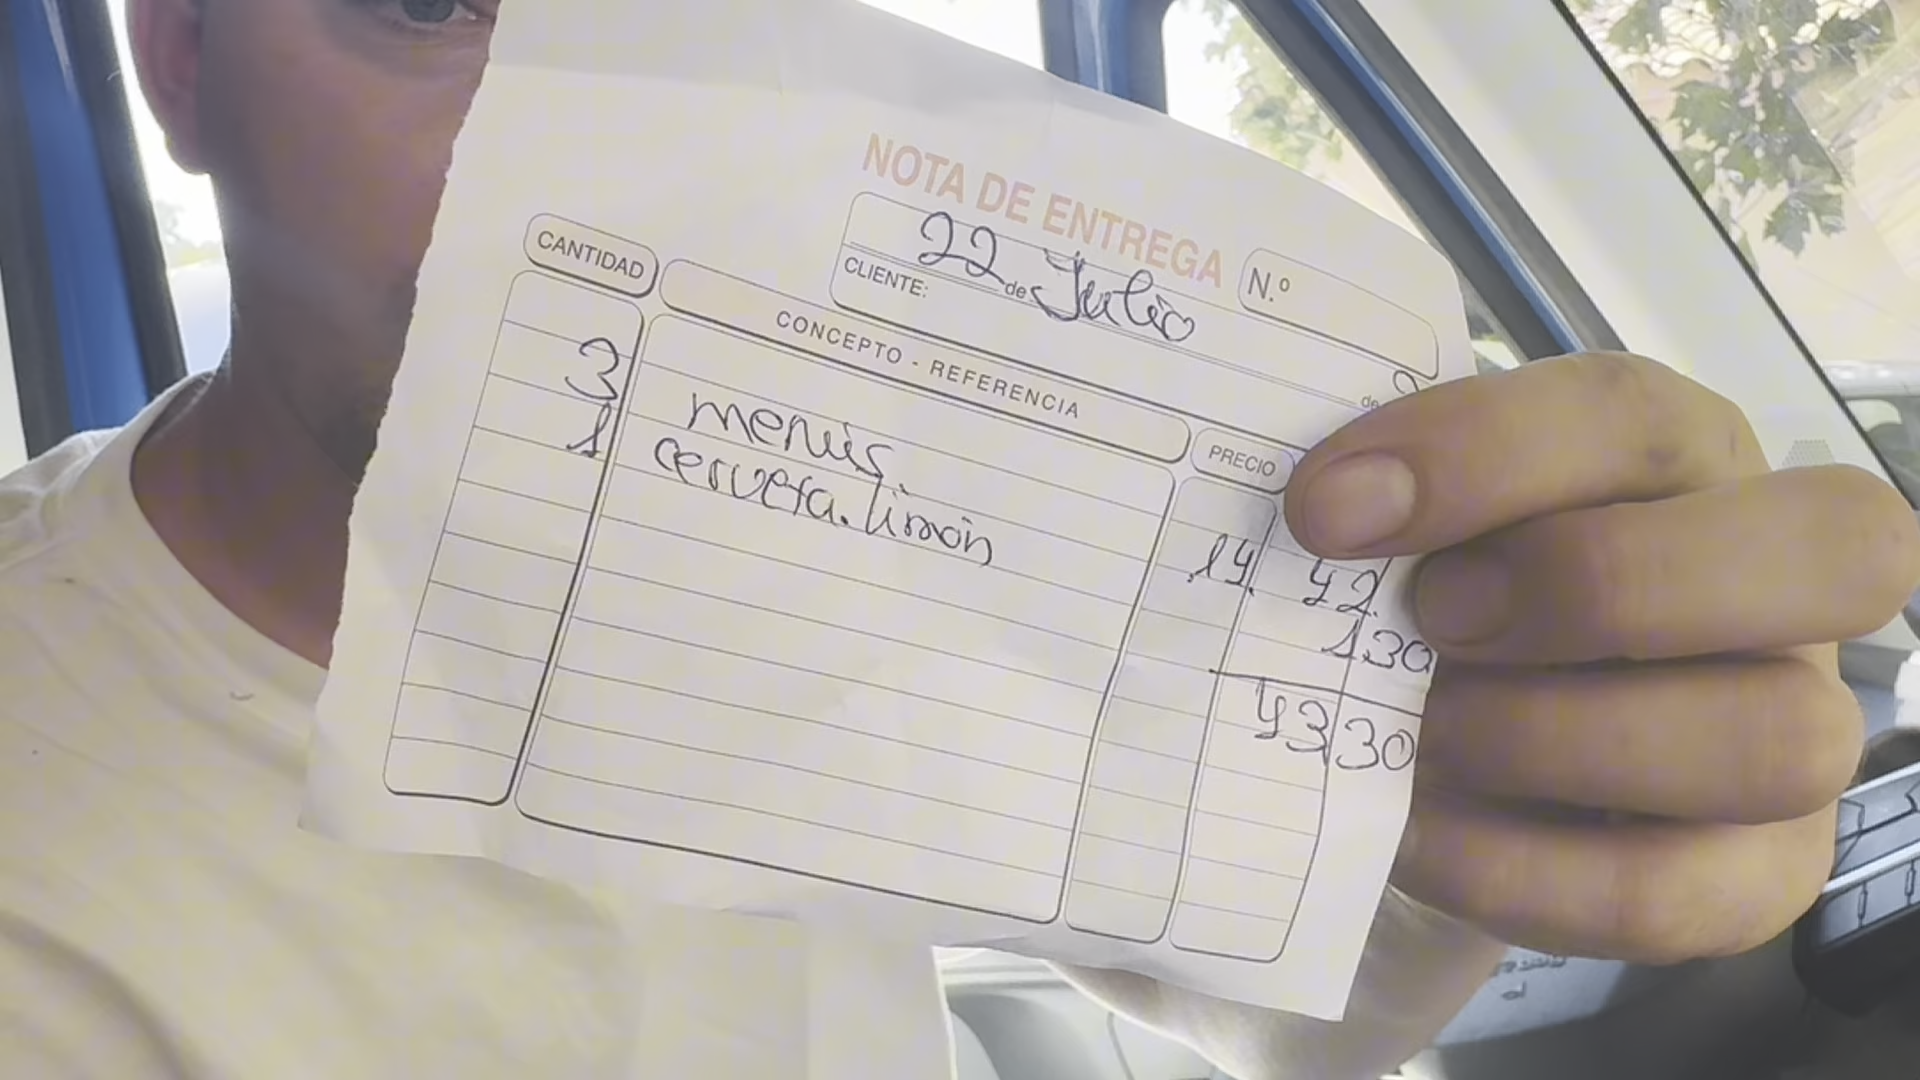 NOTA DE ENTREGA
N.º
22 de Julio de
CLIENTE:
CANTIDAD CONCEPTO - REFERENCIA PRECIO
3 menús. 14 42
1 cerveza. limón 1 30
43 30